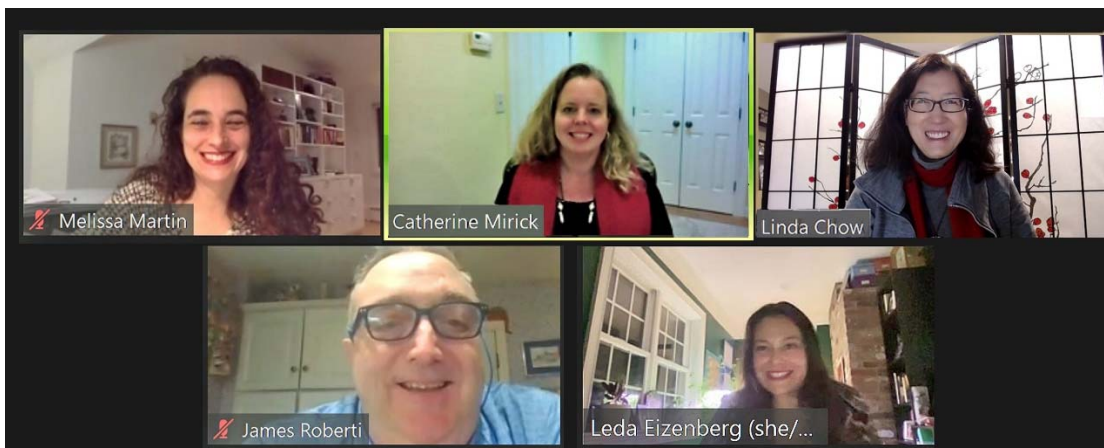 Melissa Martin
Catherine Mirick
Linda Chow
James Roberti
Leda Eizenberg (she/...